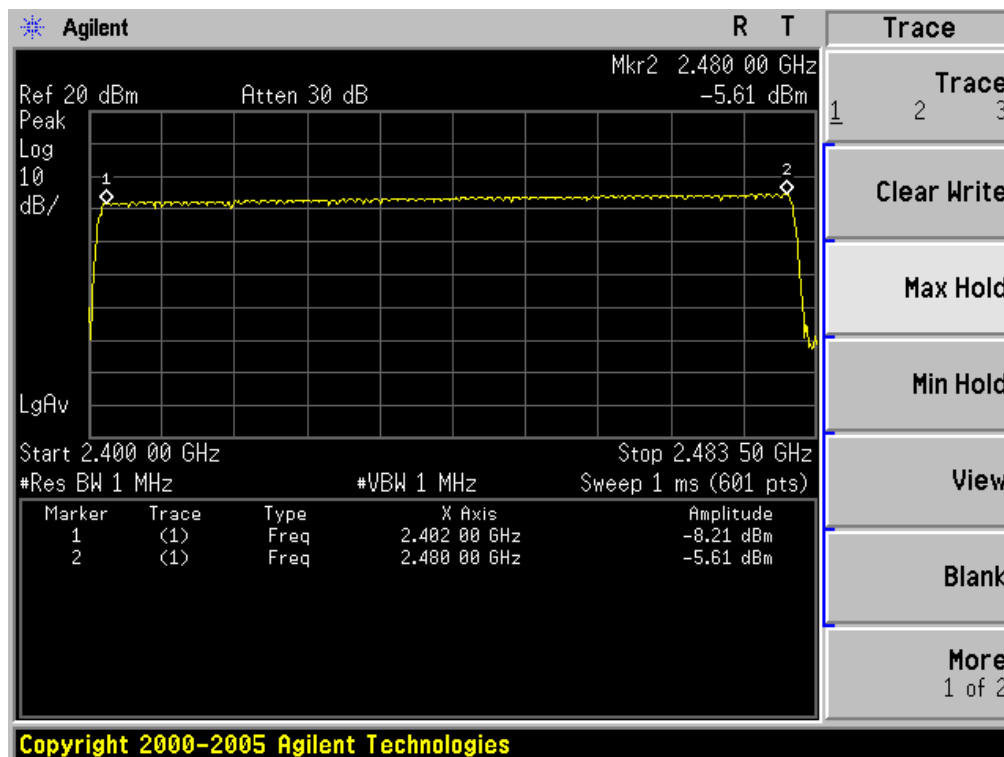 Agilent R T Trace
Mkr2 2.480 00 GHz
Ref 20 dBm Atten 30 dB -5.61 dBm
Peak
Log
10
dB/
1
2
LgAv
Start 2.400 00 GHz Stop 2.483 50 GHz
#Res BW 1 MHz #VBW 1 MHz Sweep 1 ms (601 pts)
Marker Trace Type X Axis Amplitude
1 (1) Freq 2.402 00 GHz -8.21 dBm
2 (1) Freq 2.480 00 GHz -5.61 dBm
Trace
1 2 3
Clear Write
Max Hold
Min Hold
View
Blank
More
1 of 2
Copyright 2000-2005 Agilent Technologies